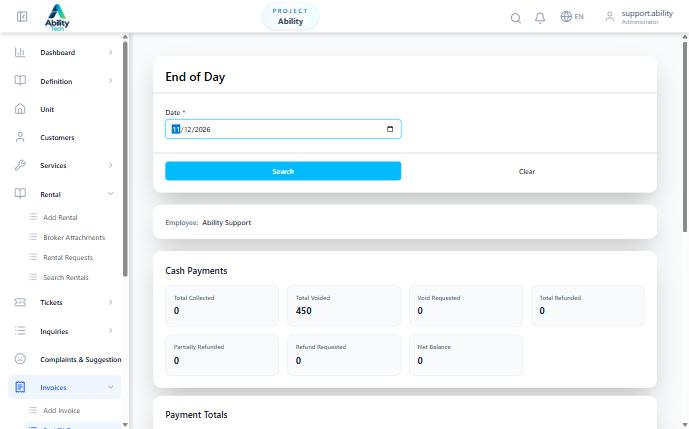 Ability
Tech
PROJECT
Ability
EN
support.ability
Administrator
Dashboard
Definition
Unit
Customers
Services
Rental
Add Rental
Broker Attachments
Rental Requests
Search Rentals
Tickets
Inquiries
Complaints & Suggestion
Invoices
Add Invoice
End of Day
Date *
11/12/2026
Search
Clear
Employee: Ability Support
Cash Payments
Total Collected
0
Total Voided
450
Void Requested
0
Total Refunded
0
Partially Refunded
0
Refund Requested
0
Net Balance
0
Payment Totals